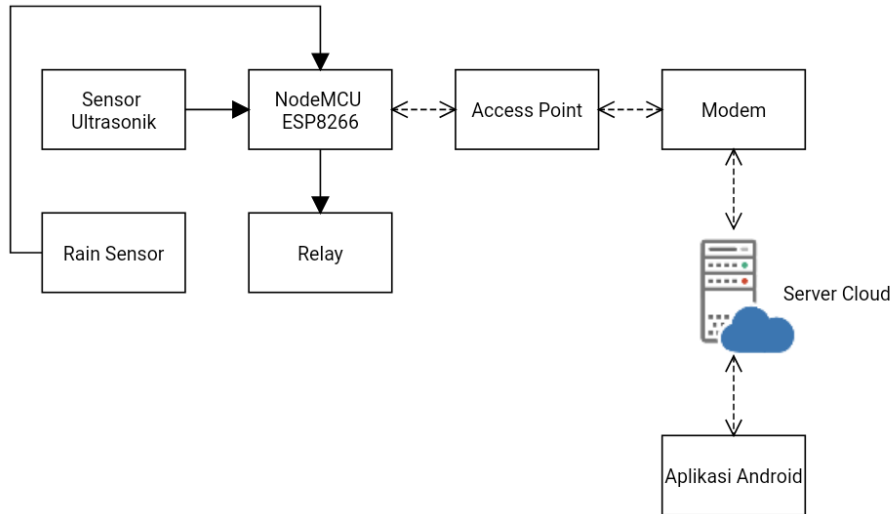 Sensor
Ultrasonik
NodeMCU
ESP8266
Access Point
Modem
Rain Sensor
Relay
Server Cloud
Aplikasi Android